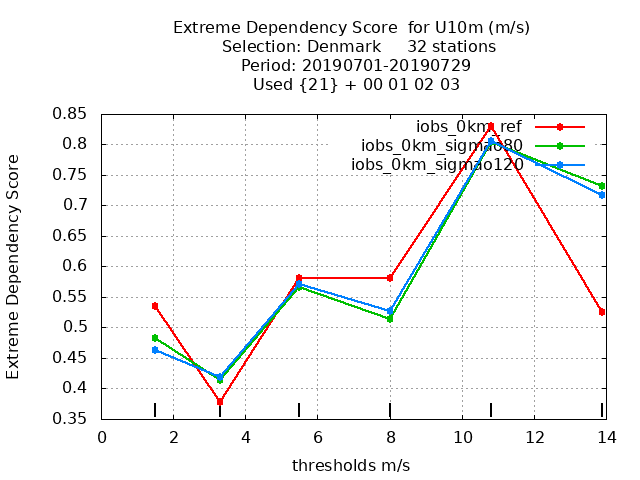 Extreme Dependency Score  for U10m (m/s)
Selection: Denmark     32 stations
Period: 20190701-20190729
Used {21} + 00 01 02 03
iobs_0km_ref
iobs_0km_sigmao80
iobs_0km_sigmao120
Extreme Dependency Score
0.85
0.8
0.75
0.7
0.65
0.6
0.55
0.5
0.45
0.4
0.35
0 2 4 6 8 10 12 14
thresholds m/s